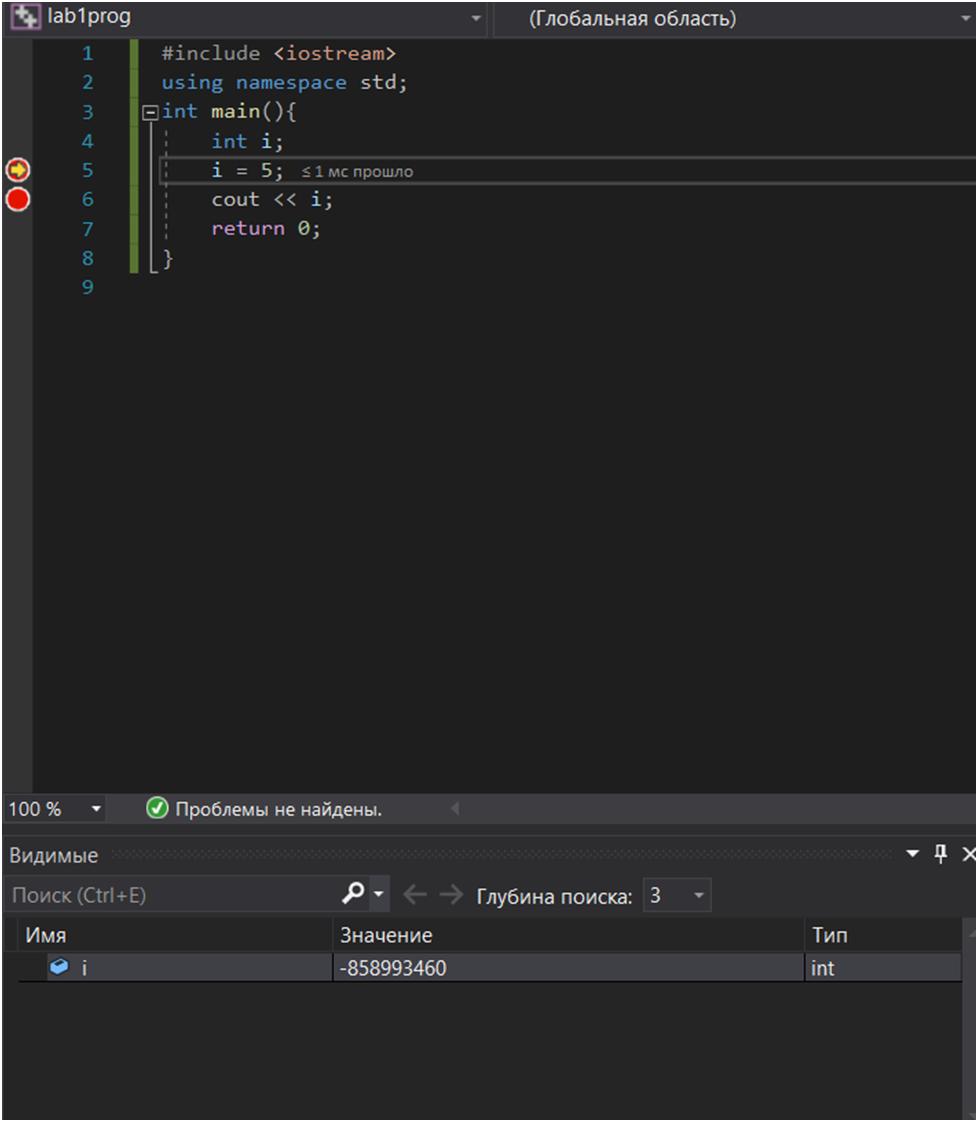 lab1prog (Глобальная область)
1 #include <iostream>
2 using namespace std;
3 int main(){
4 int i;
5 i = 5; ≤ 1 мс прошло
6 cout << i;
7 return 0;
8 }
9
100 % Проблемы не найдены.
Видимые
Поиск (Ctrl+E) Глубина поиска: 3
Имя Значение Тип
i -858993460 int